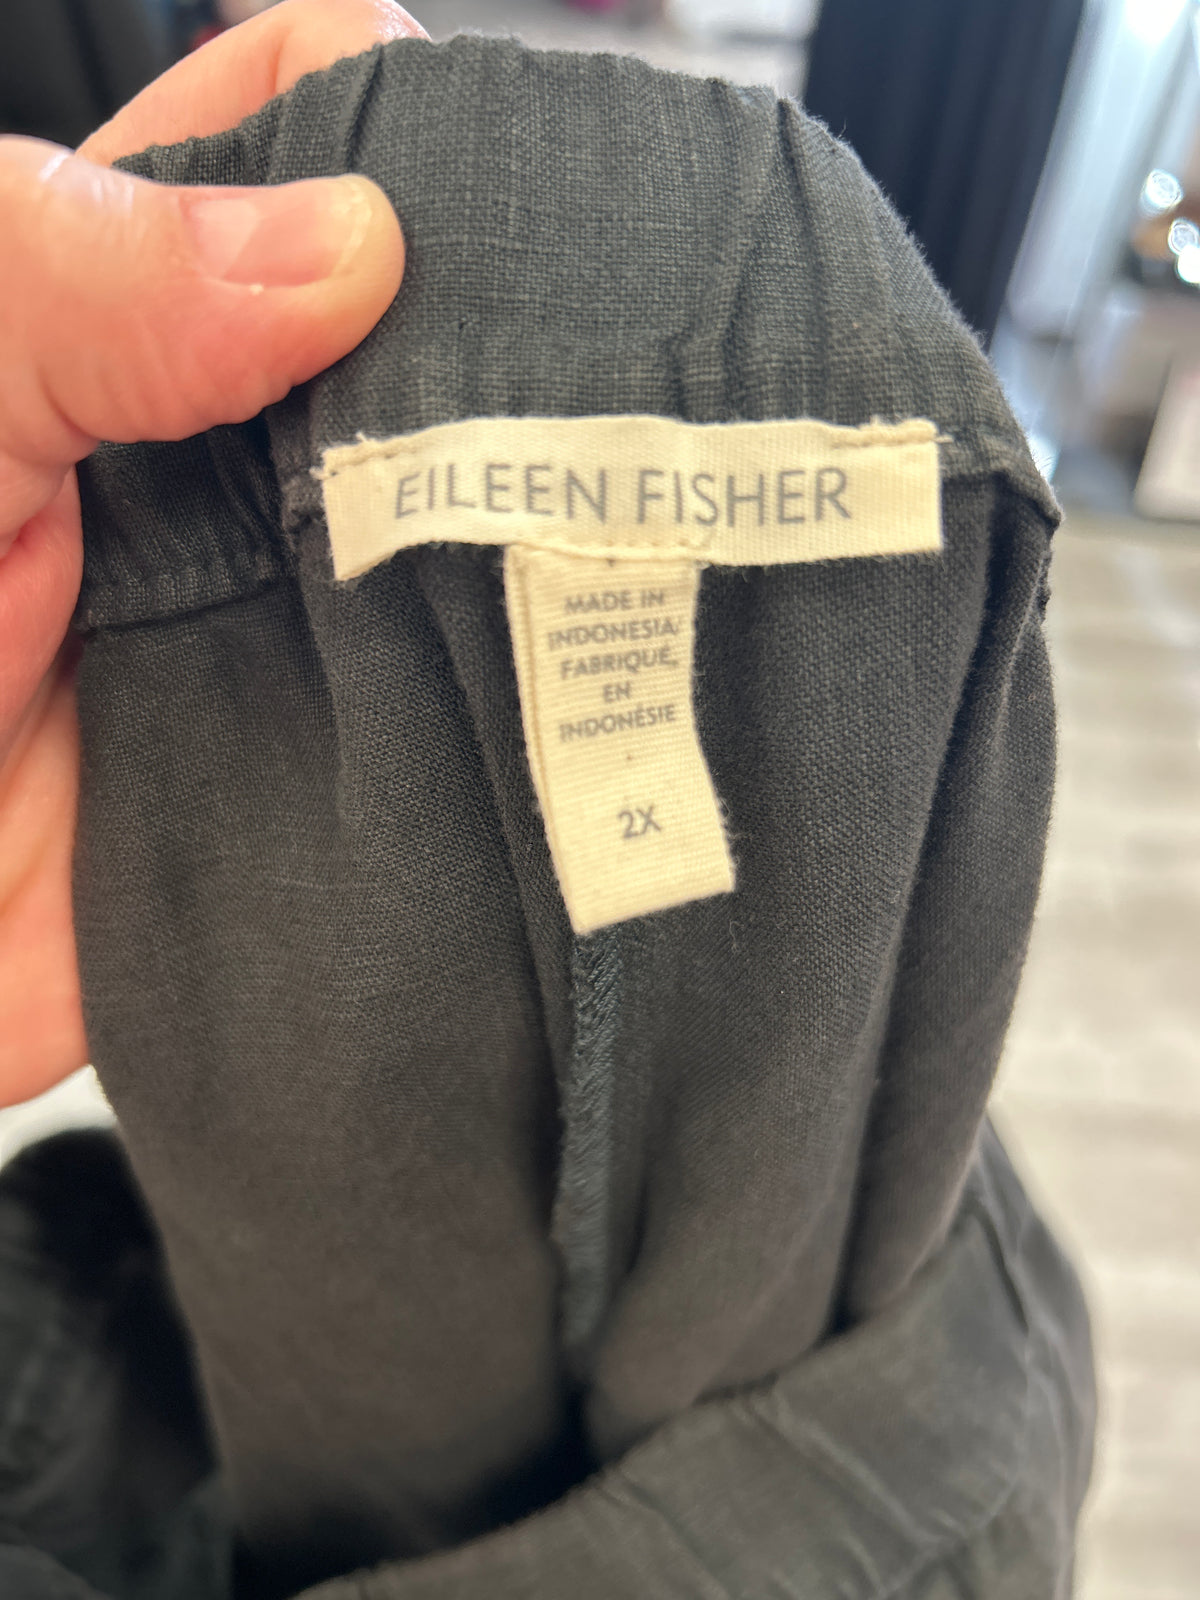 EILEEN FISHER
MADE IN
INDONESIA/
FABRIQUÉ
EN
INDONÉSIE
2X